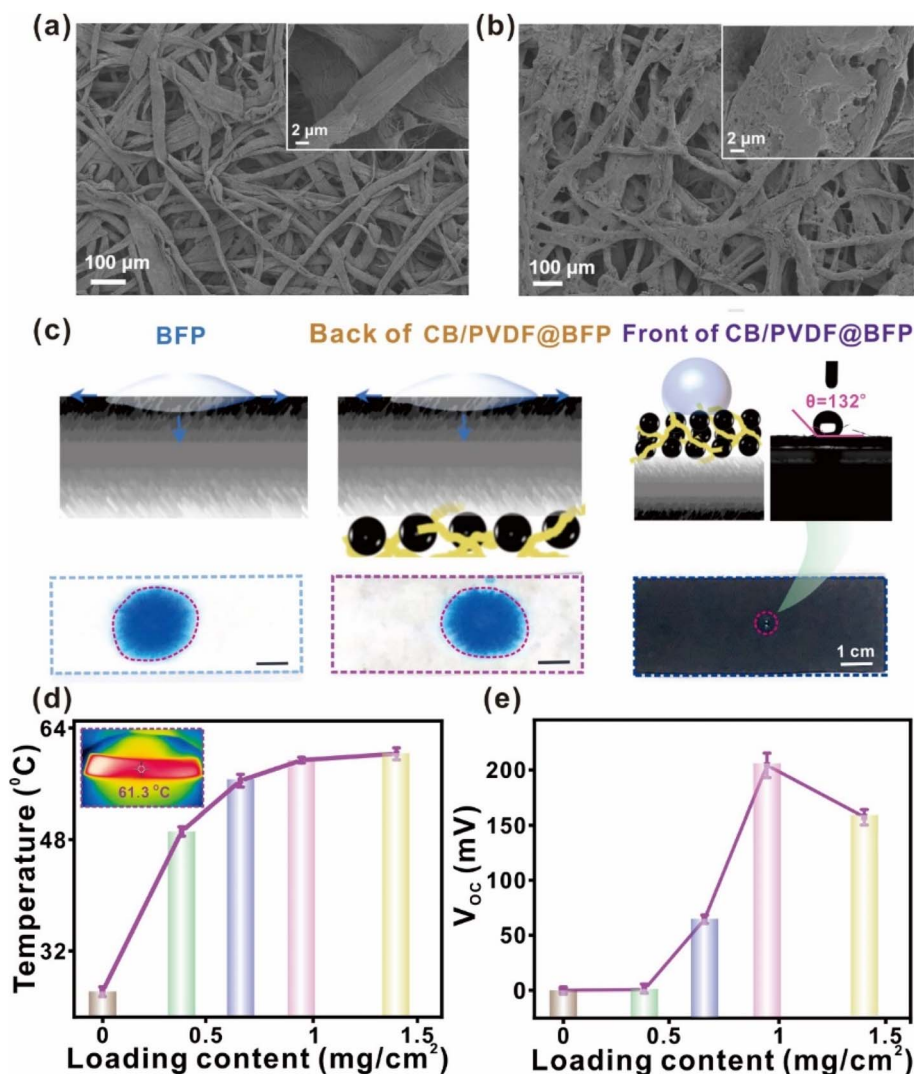 (a)
2 μm
100 μm
(b)
2 μm
100 μm
(c)
BFP
Back of CB/PVDF@BFP
Front of CB/PVDF@BFP
θ=132°
1 cm
(d)
Temperature (⁰C)
64
48
32
61.3 °C
0
0.5
1
1.5
Loading content (mg/cm²)
(e)
V_OC (mV)
200
150
100
50
0
0
0.5
1
1.5
Loading content (mg/cm²)